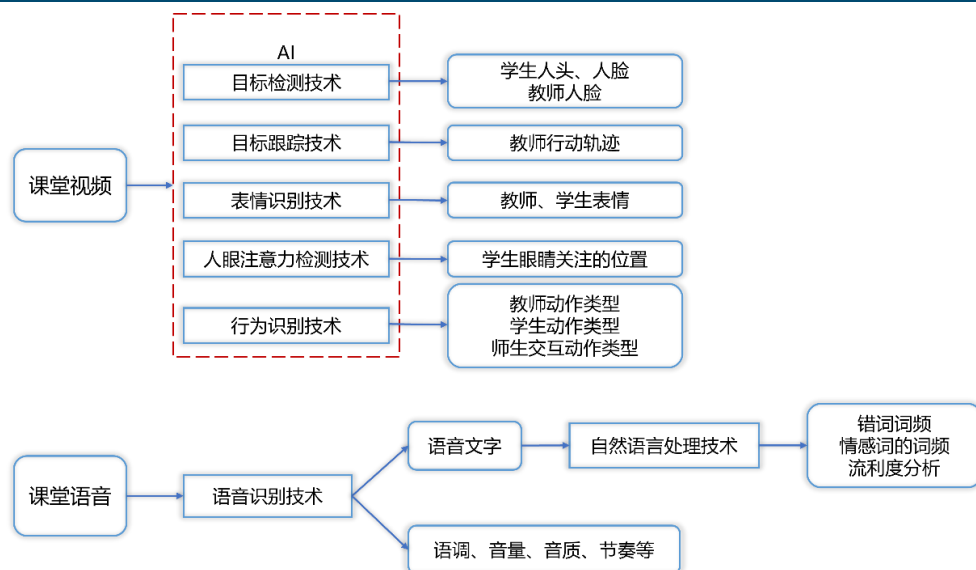 AI
目标检测技术
学生人头、人脸
教师人脸
目标跟踪技术
教师行动轨迹
课堂视频
表情识别技术
教师、学生表情
人眼注意力检测技术
学生眼睛关注的位置
行为识别技术
教师动作类型
学生动作类型
师生交互动作类型
课堂语音
语音识别技术
语音文字
自然语言处理技术
错词词频
情感词的词频
流利度分析
语调、音量、音质、节奏等